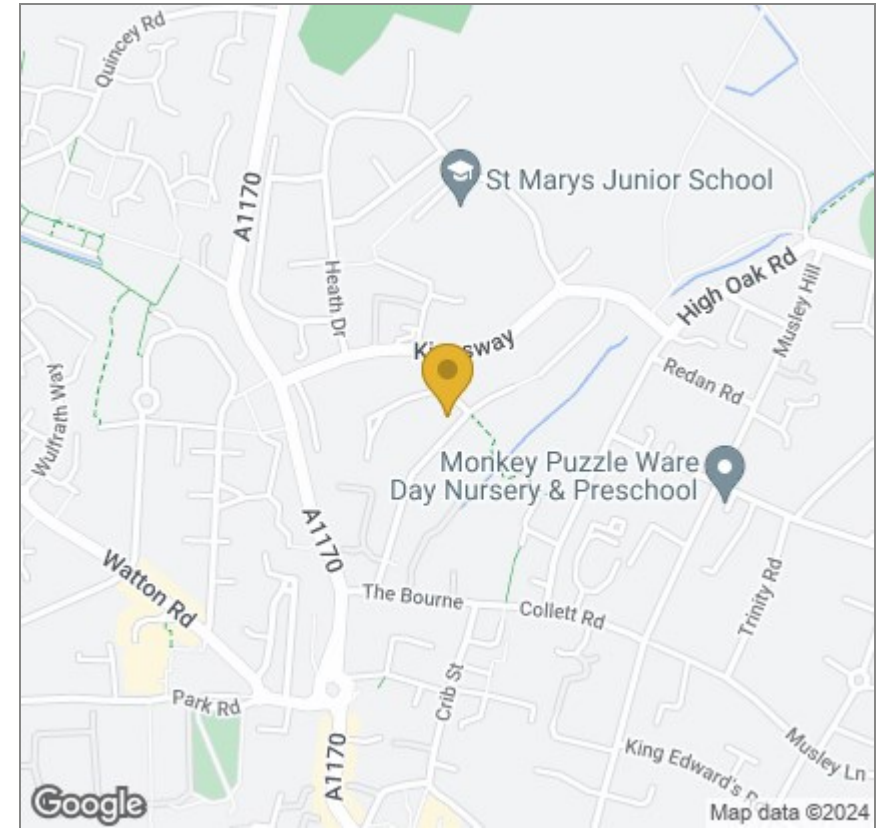 Quincey Rd
A1170
St Marys Junior School
Heath Dr
High Oak Rd
Musley Hill
Redan Rd
Wulfrath Way
Monkey Puzzle Ware
Day Nursery & Preschool
A1170
Watton Rd
The Bourne
Collett Rd
Trinity Rd
Park Rd
Crib St
A1170
King Edward's
Musley Ln
Google
Map data ©2024